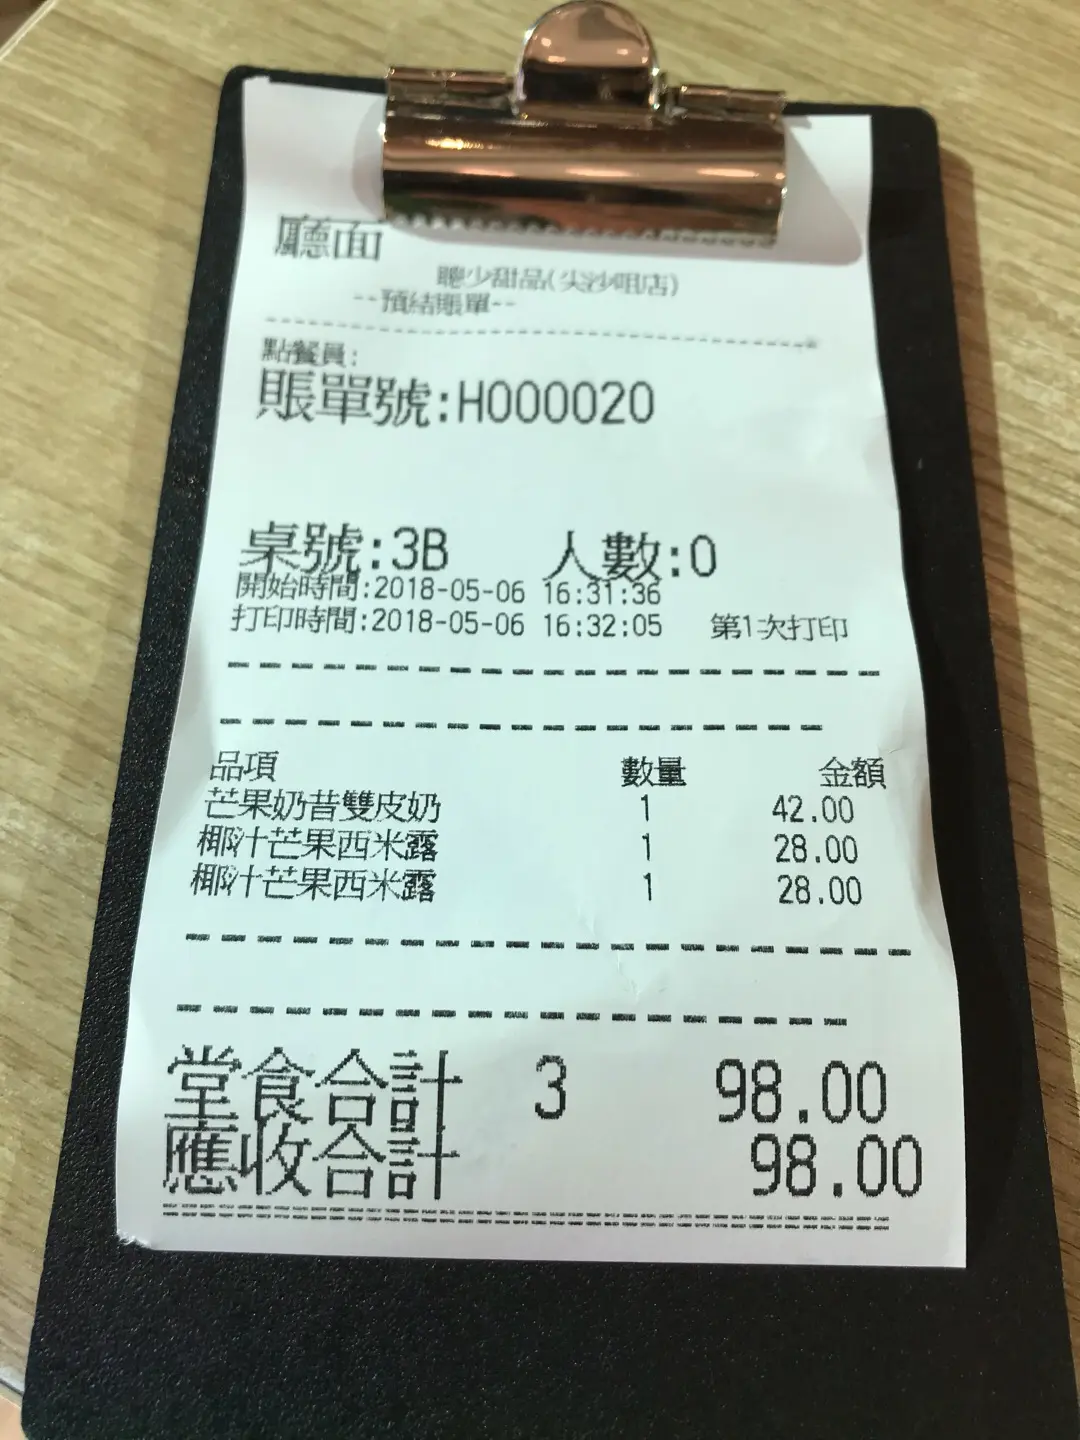 廳面
聰少甜品(尖沙咀店)
--預結賬單--
點餐員:
賬單號:H000020
桌號:3B 人數:0
開始時間:2018-05-06 16:31:36
打印時間:2018-05-06 16:32:05 第1次打印
品項 數量 金額
芒果奶昔雙皮奶 1 42.00
椰汁芒果西米露 1 28.00
椰汁芒果西米露 1 28.00
堂食合計 3 98.00
應收合計 98.00